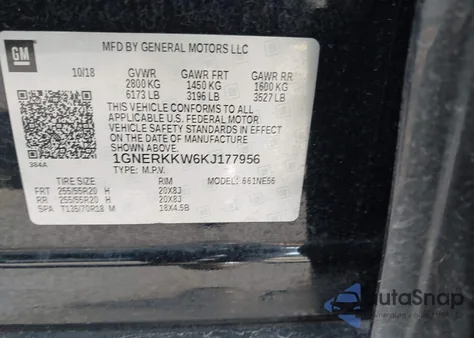 GM
MFD BY GENERAL MOTORS LLC
10/18 GVWR GAWR FRT GAWR RR
2800 KG 1450 KG 1600 KG
6173 LB 3196 LB 3527 LB
THIS VEHICLE CONFORMS TO ALL
APPLICABLE U.S. FEDERAL MOTOR
VEHICLE SAFETY STANDARDS IN EFFECT
ON THE DATE OF MANUFACTURE
SHOWN ABOVE.
384A
1GNERKKW6KJ177956
TYPE: M.P.V. MODEL: 661NE56
TIRE SIZE RIM
FRT 255/55R20 H 20X8J
RR 255/55R20 H 20X8J
SPA T135/70R18 M 18X4.5B
AutoSnap